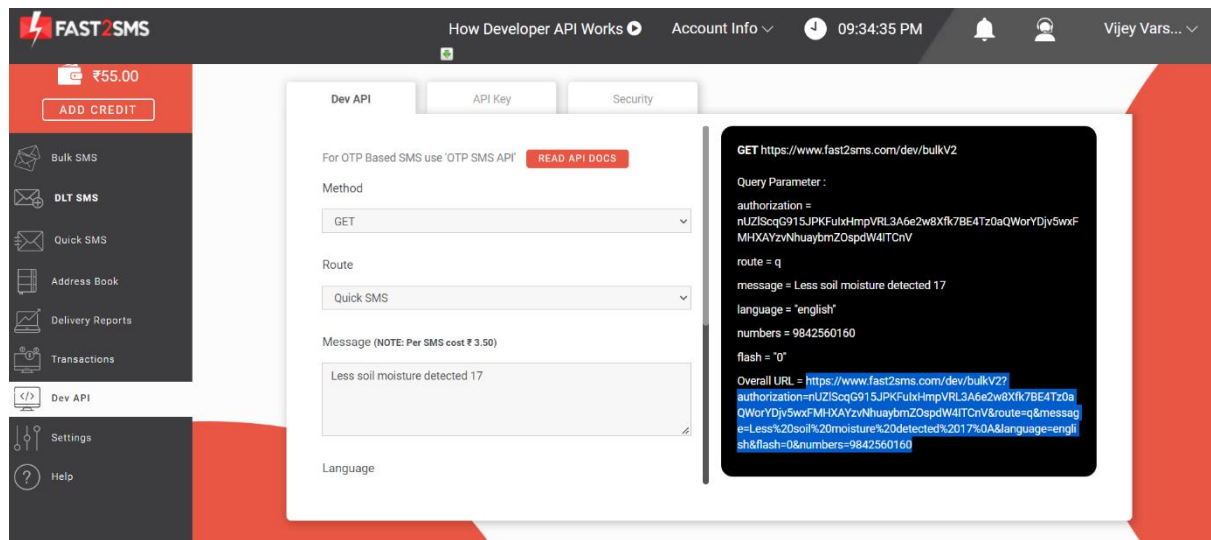 FAST2SMS
How Developer API Works
Account Info
09:34:35 PM
Vijey Vars...
₹55.00
ADD CREDIT
Bulk SMS
DLT SMS
Quick SMS
Address Book
Delivery Reports
Transactions
Dev API
Settings
Help
Dev API
API Key
Security
For OTP Based SMS use 'OTP SMS API'
READ API DOCS
Method
GET
Route
Quick SMS
Message (NOTE: Per SMS cost ₹ 3.50)
Less soil moisture detected 17
Language
GET https://www.fast2sms.com/dev/bulkV2
Query Parameter :
authorization =
nUZlScqG915JPKFulxHmpVRL3A6e2w8Xfk7BE4Tz0aQWorYDjv5wxF
MHXAYzvNhuaybmZOspdW4ITCnV
route = q
message = Less soil moisture detected 17
language = "english"
numbers = 9842560160
flash = "0"
Overall URL = https://www.fast2sms.com/dev/bulkV2?
authorization=nUZlScqG915JPKFulxHmpVRL3A6e2w8Xfk7BE4Tz0a
QWorYDjv5wxFMHXAYzvNhuaybmZOspdW4ITCnV&route=q&messag
e=Less%20soil%20moisture%20detected%2017%0A&language=engli
sh&flash=0&numbers=9842560160